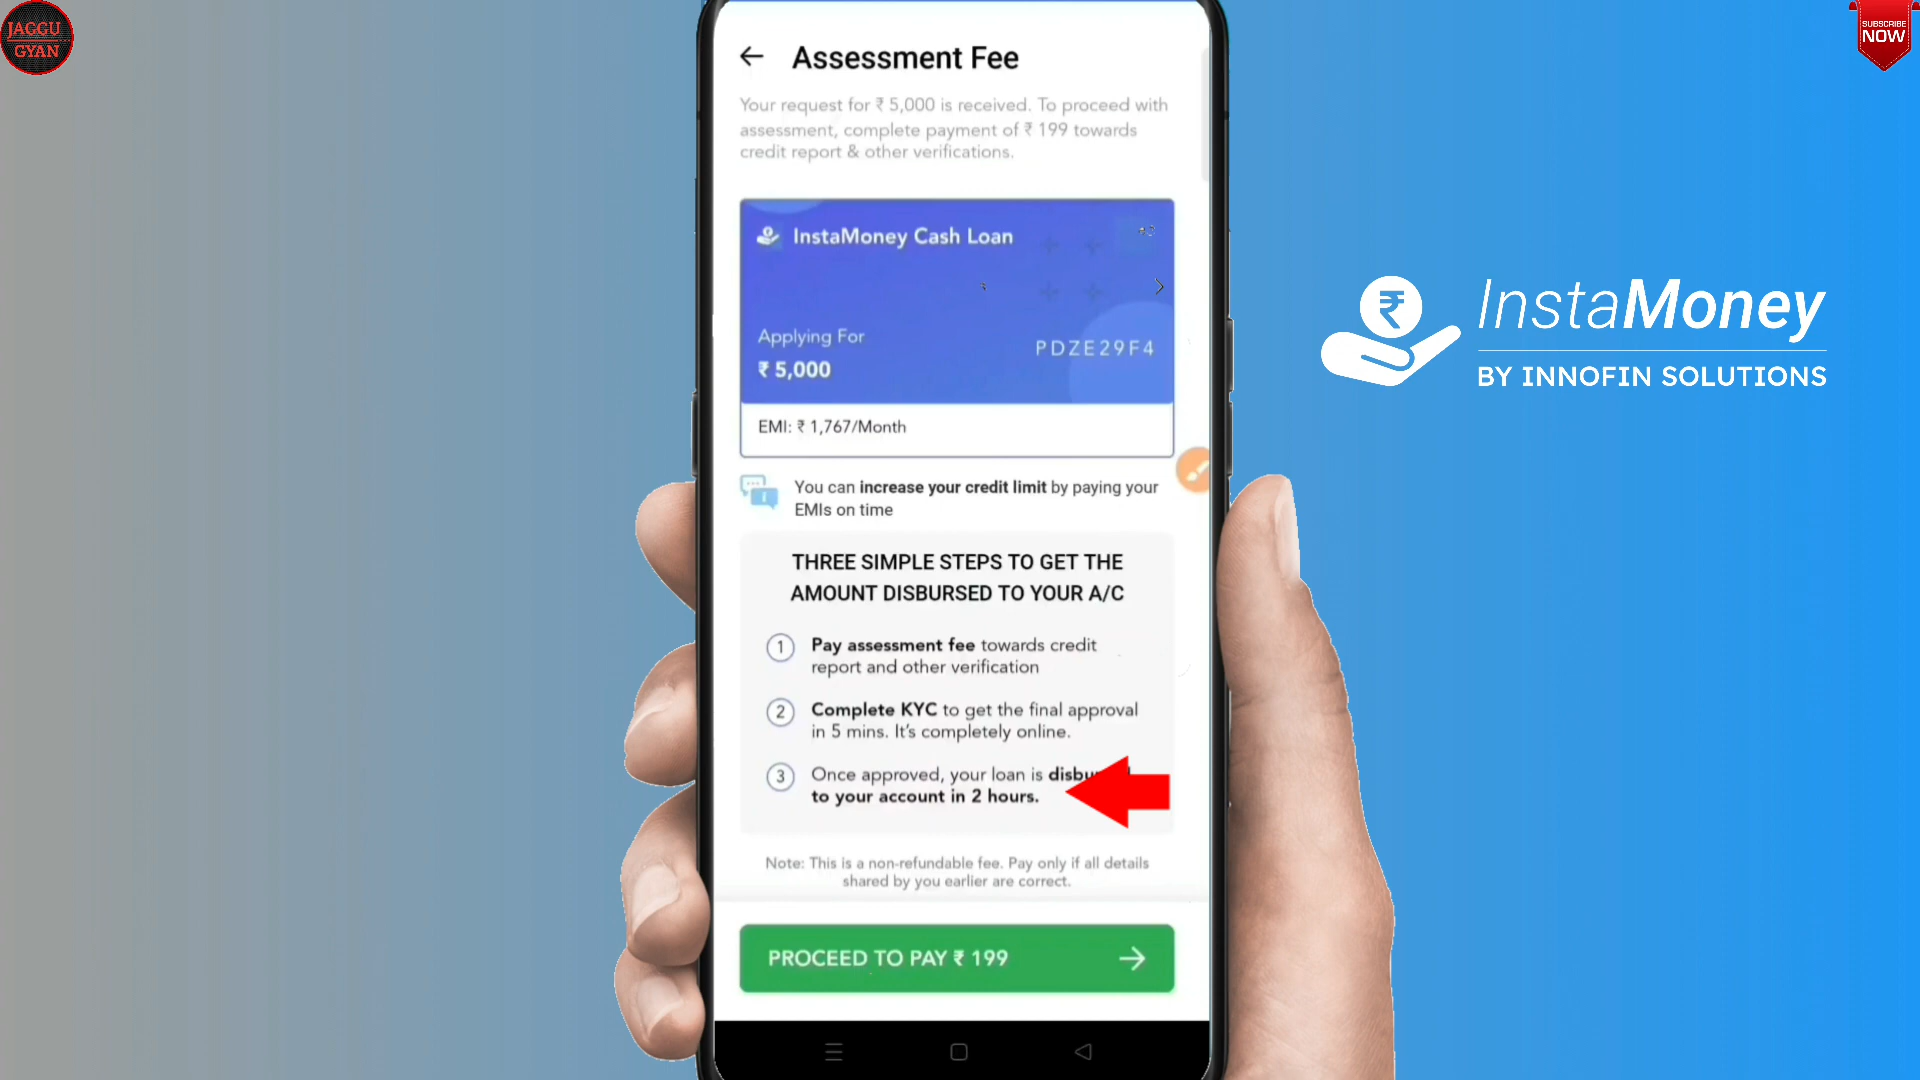 JAGGU
GYAN
SUBSCRIBE
NOW
Assessment Fee
Your request for ₹ 5,000 is received. To proceed with
assessment, complete payment of ₹ 199 towards
credit report & other verifications.
InstaMoney Cash Loan
Applying For
₹ 5,000
PDZE29F4
EMI: ₹ 1,767/Month
You can increase your credit limit by paying your
EMIs on time
THREE SIMPLE STEPS TO GET THE
AMOUNT DISBURSED TO YOUR A/C
1 Pay assessment fee towards credit
report and other verification
2 Complete KYC to get the final approval
in 5 mins. It's completely online.
3 Once approved, your loan is
to your account in 2 hours.
Note: This is a non-refundable fee. Pay only if all details
shared by you earlier are correct.
PROCEED TO PAY ₹ 199
InstaMoney
BY INNOFIN SOLUTIONS